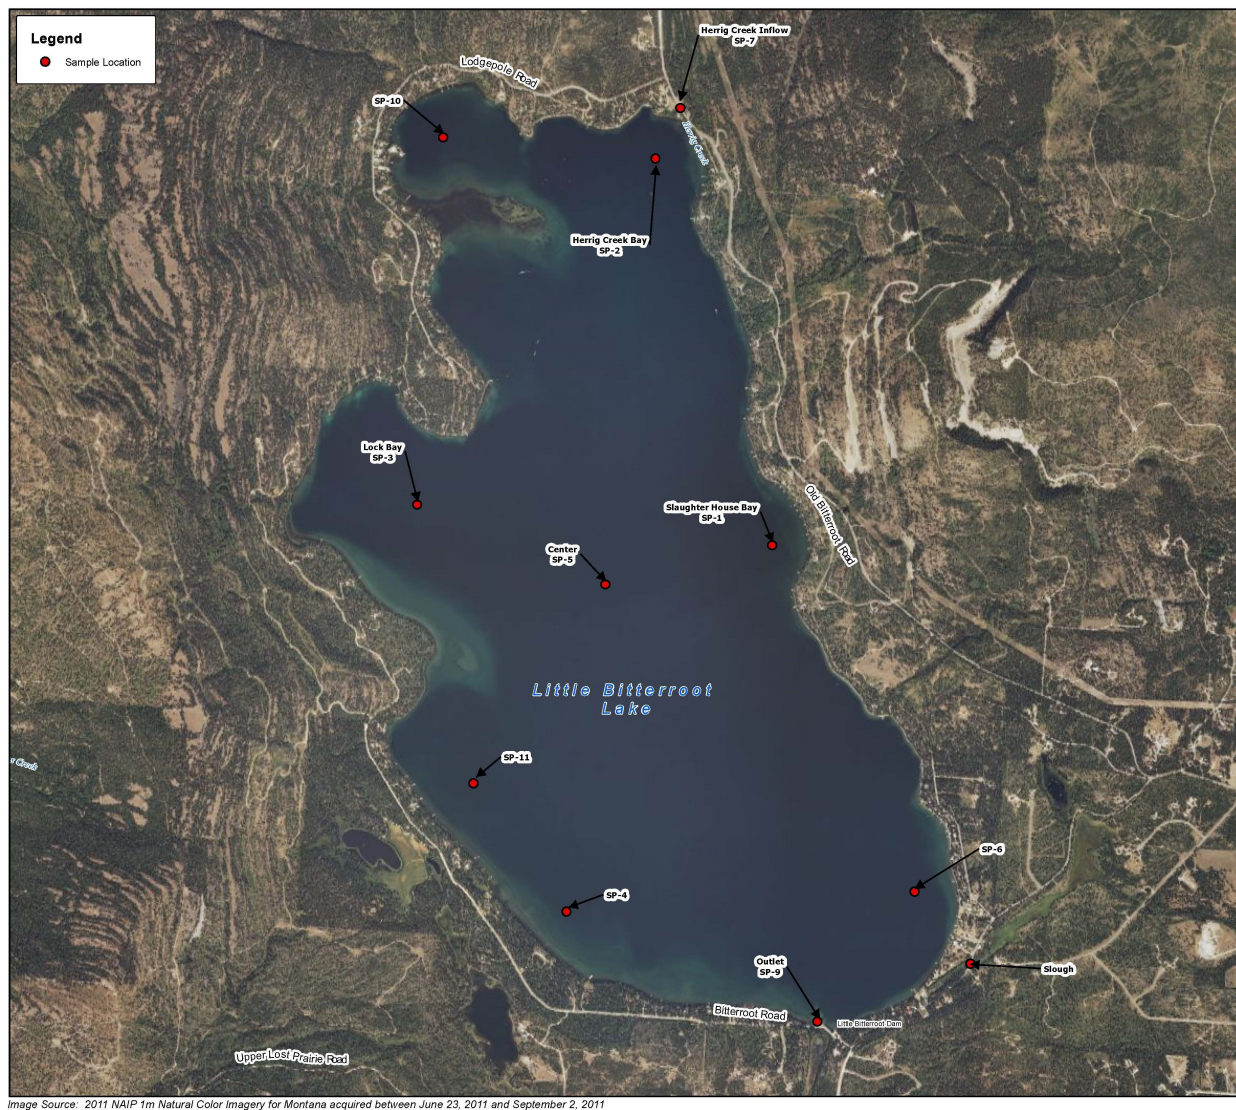 Legend
Sample Location
Herrig Creek Inflow
SP-7
Lodgepole Road
SP-10
Herrig Creek
Herrig Creek Bay
SP-2
Lock Bay
SP-3
Old Bitterroot Road
Slaughter House Bay
SP-1
Center
SP-5
Little Bitterroot
Lake
Creek
SP-11
SP-6
SP-4
Outlet
SP-9
Slough
Bitterroot Road
Little Bitterroot Dam
Upper Lost Prairie Road
Image Source: 2011 NAIP 1m Natural Color Imagery for Montana acquired between June 23, 2011 and September 2, 2011